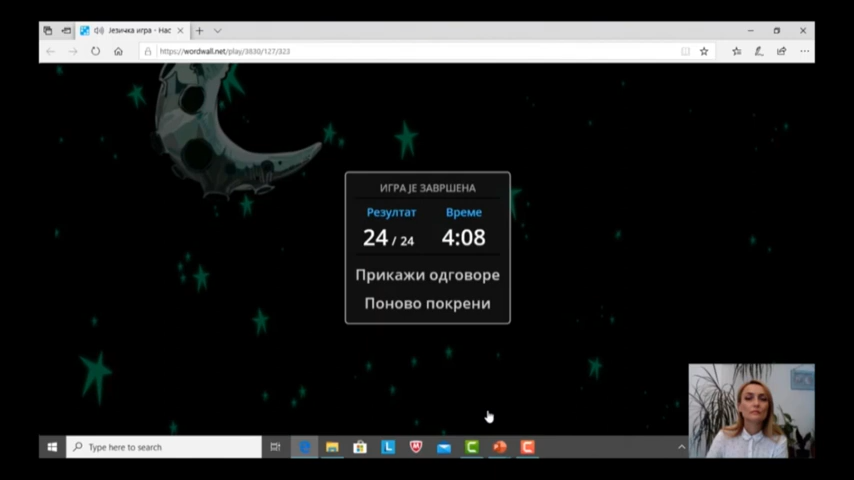 Језичка игра - Нас
https://wordwall.net/play/3830/127/323
ИГРА ЈЕ ЗАВРШЕНА
Резултат Време
24 / 24 4:08
Прикажи одговоре
Поново покрени
Type here to search